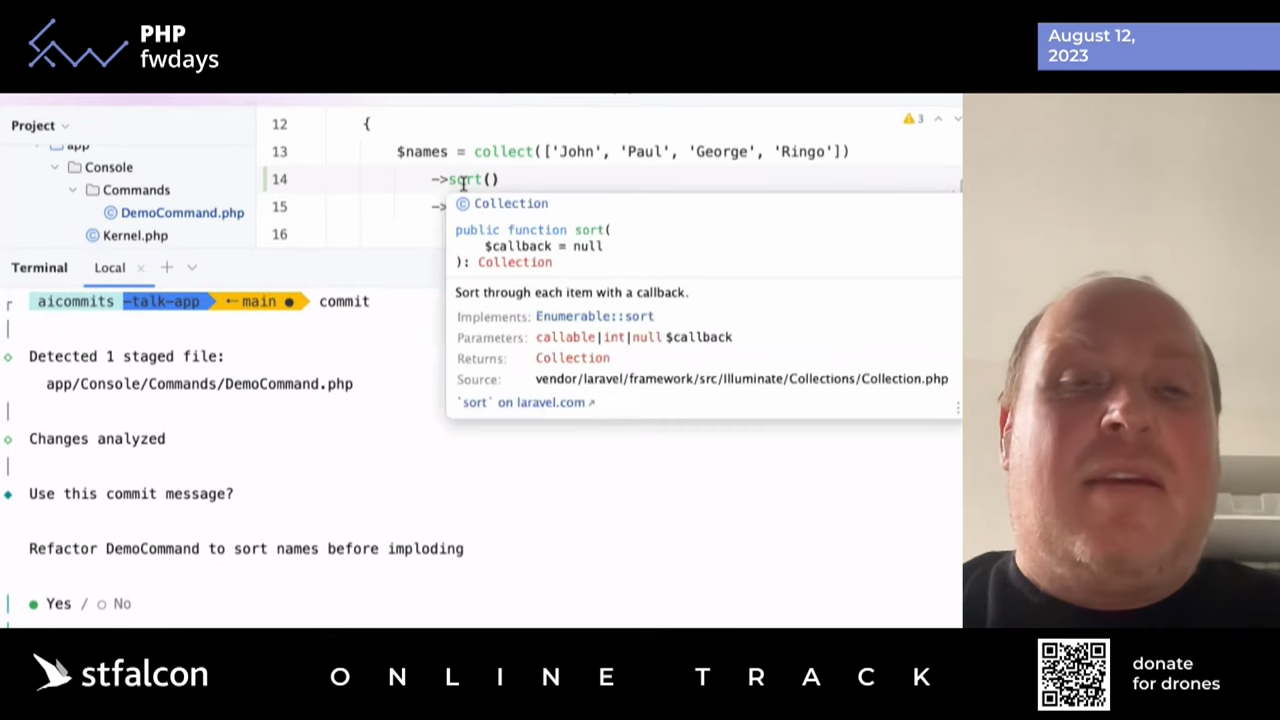 PHP
fwdays
August 12,
2023
Project
app
Console
Commands
DemoCommand.php
Kernel.php
12 {
13 $names = collect(['John', 'Paul', 'George', 'Ringo'])
14 ->sort()
15 ->
16
3
Collection
public function sort(
$callback = null
): Collection
Sort through each item with a callback.
Implements: Enumerable::sort
Parameters: callable|int|null $callback
Returns: Collection
Source: vendor/laravel/framework/src/Illuminate/Collections/Collection.php
`sort` on laravel.com
Terminal Local
aicommits -talk-app main commit
Detected 1 staged file:
app/Console/Commands/DemoCommand.php
Changes analyzed
Use this commit message?
Refactor DemoCommand to sort names before imploding
Yes / No
stfalcon
ONLINE TRACK
donate
for drones